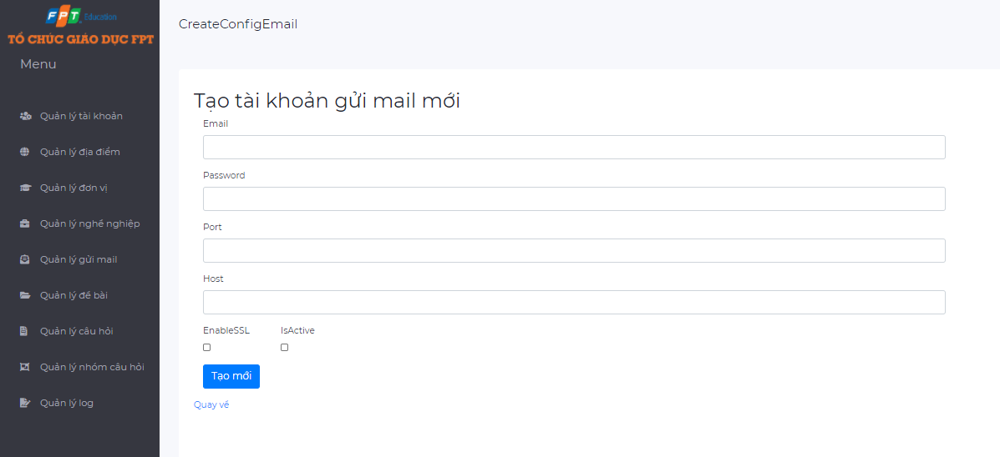 FPT Education
TỔ CHỨC GIÁO DỤC FPT
Menu
Quản lý tài khoản
Quản lý địa điểm
Quản lý đơn vị
Quản lý nghề nghiệp
Quản lý gửi mail
Quản lý đề bài
Quản lý câu hỏi
Quản lý nhóm câu hỏi
Quản lý log
CreateConfigEmail
Tạo tài khoản gửi mail mới
Email
Password
Port
Host
EnableSSL IsActive
Tạo mới
Quay về